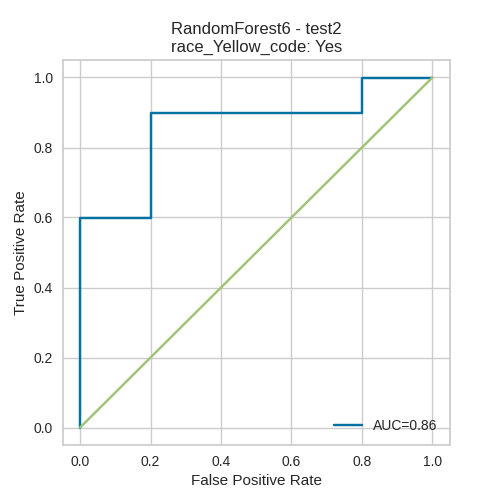 RandomForest6 - test2
race_Yellow_code: Yes
True Positive Rate
1.0
0.8
0.6
0.4
0.2
0.0
AUC=0.86
0.0 0.2 0.4 0.6 0.8 1.0
False Positive Rate